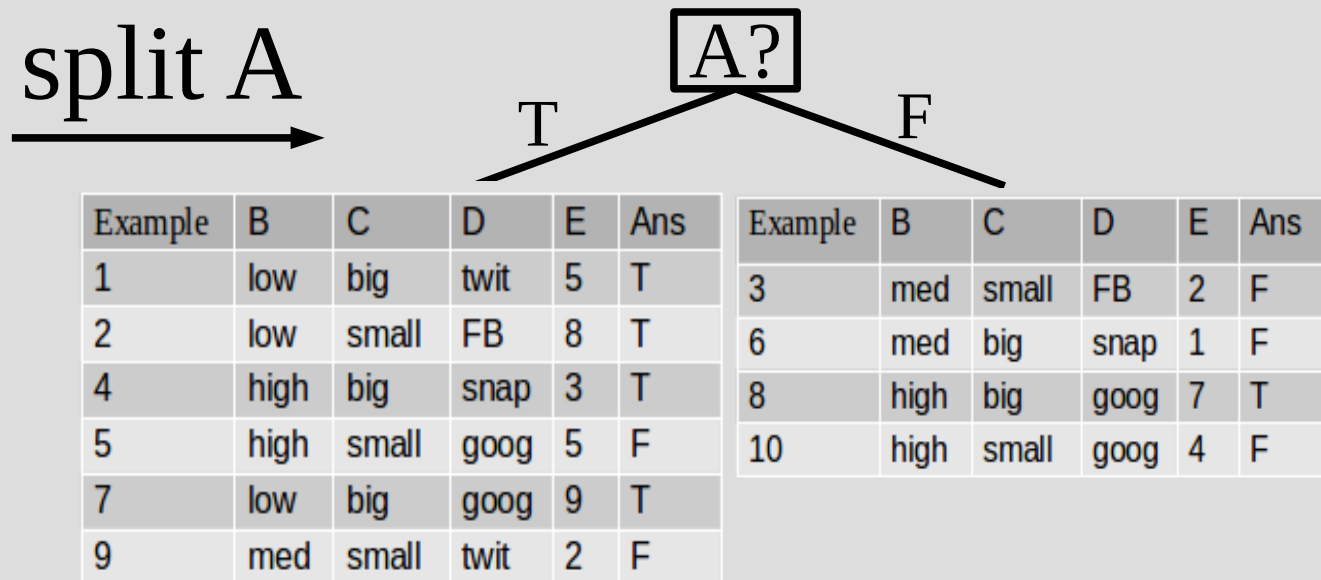 split A
A?
T
F
Example B C D E Ans
1 low big twit 5 T
2 low small FB 8 T
4 high big snap 3 T
5 high small goog 5 F
7 low big goog 9 T
9 med small twit 2 F
Example B C D E Ans
3 med small FB 2 F
6 med big snap 1 F
8 high big goog 7 T
10 high small goog 4 F